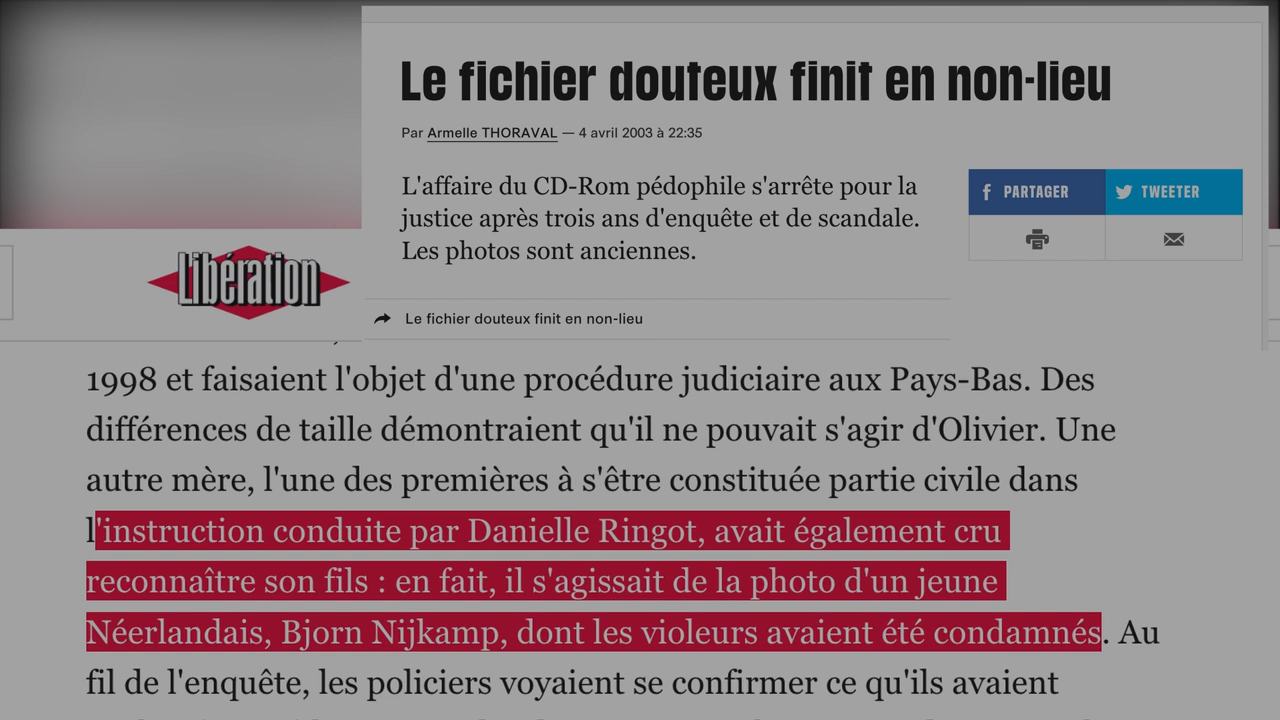 Le fichier douteux finit en non-lieu
Par Armelle THORAVAL — 4 avril 2003 à 22:35
L'affaire du CD-Rom pédophile s'arrête pour la
justice après trois ans d'enquête et de scandale.
Les photos sont anciennes.
PARTAGER
TWEETER
Libération
Le fichier douteux finit en non-lieu
1998 et faisaient l'objet d'une procédure judiciaire aux Pays-Bas. Des
différences de taille démontraient qu'il ne pouvait s'agir d'Olivier. Une
autre mère, l'une des premières à s'être constituée partie civile dans
l'instruction conduite par Danielle Ringot, avait également cru
reconnaître son fils : en fait, il s'agissait de la photo d'un jeune
Néerlandais, Bjorn Nijkamp, dont les violeurs avaient été condamnés. Au
fil de l'enquête, les policiers voyaient se confirmer ce qu'ils avaient